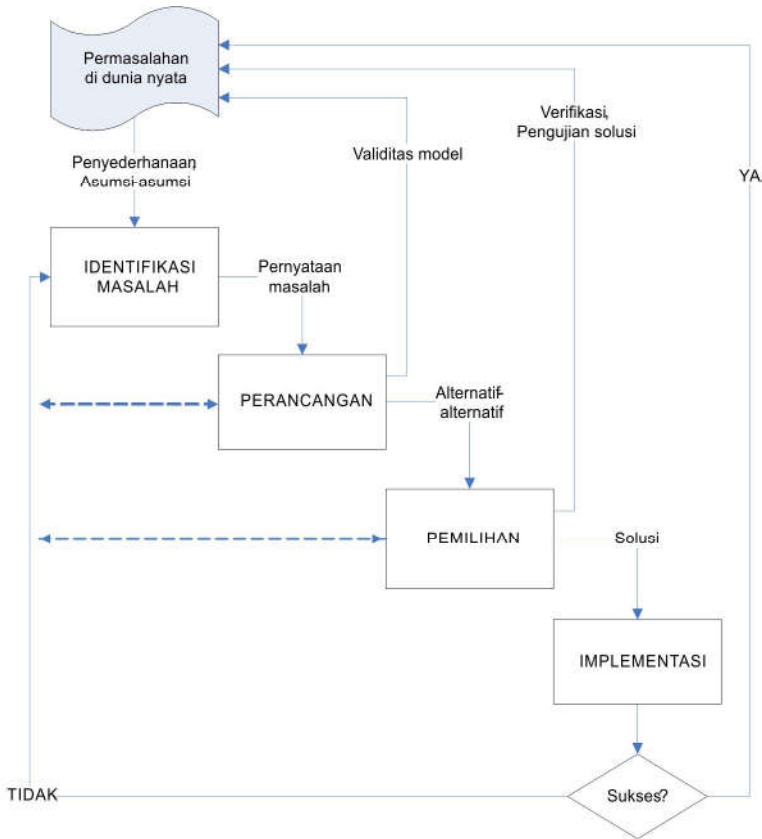 Permasalahan
di dunia nyata
Verifikasi,
Pengujian solusi
Validitas model
YA
Penyederhanaan,
Asumsi-asumsi
IDENTIFIKASI
MASALAH
Pernyataan
masalah
PERANCANGAN
Alternatif-
alternatif
PEMILIHAN
Solusi
IMPLEMENTASI
TIDAK
Sukses?